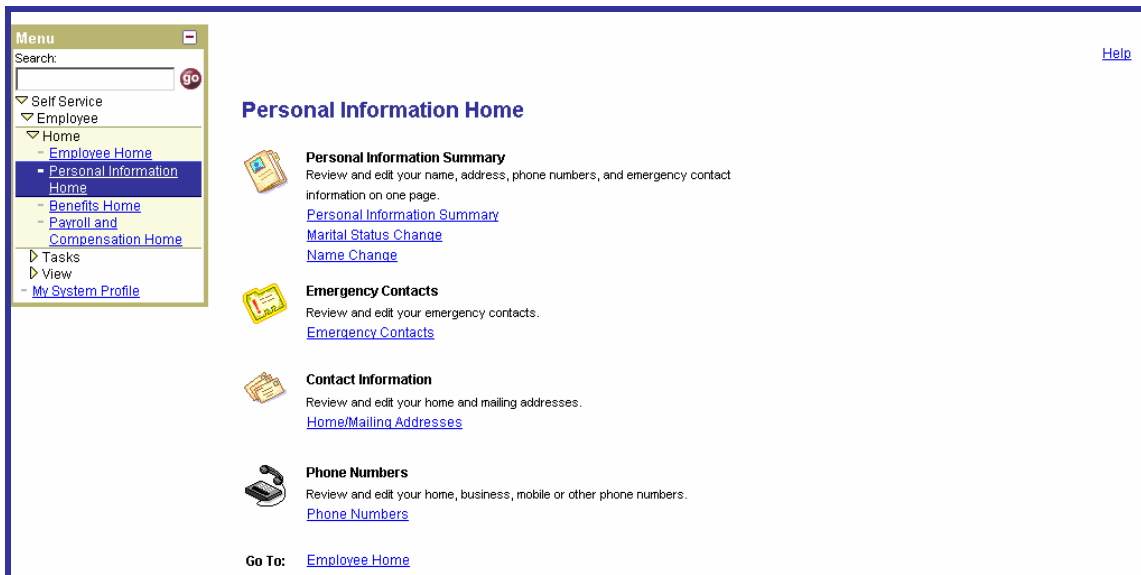 Menu
Search:
go
Self Service
Employee
Home
- Employee Home
- Personal Information
Home
- Benefits Home
- Payroll and
Compensation Home
Tasks
View
- My System Profile
Help
Personal Information Home
Personal Information Summary
Review and edit your name, address, phone numbers, and emergency contact
information on one page.
Personal Information Summary
Marital Status Change
Name Change
Emergency Contacts
Review and edit your emergency contacts.
Emergency Contacts
Contact Information
Review and edit your home and mailing addresses.
Home/Mailing Addresses
Phone Numbers
Review and edit your home, business, mobile or other phone numbers.
Phone Numbers
Go To: Employee Home